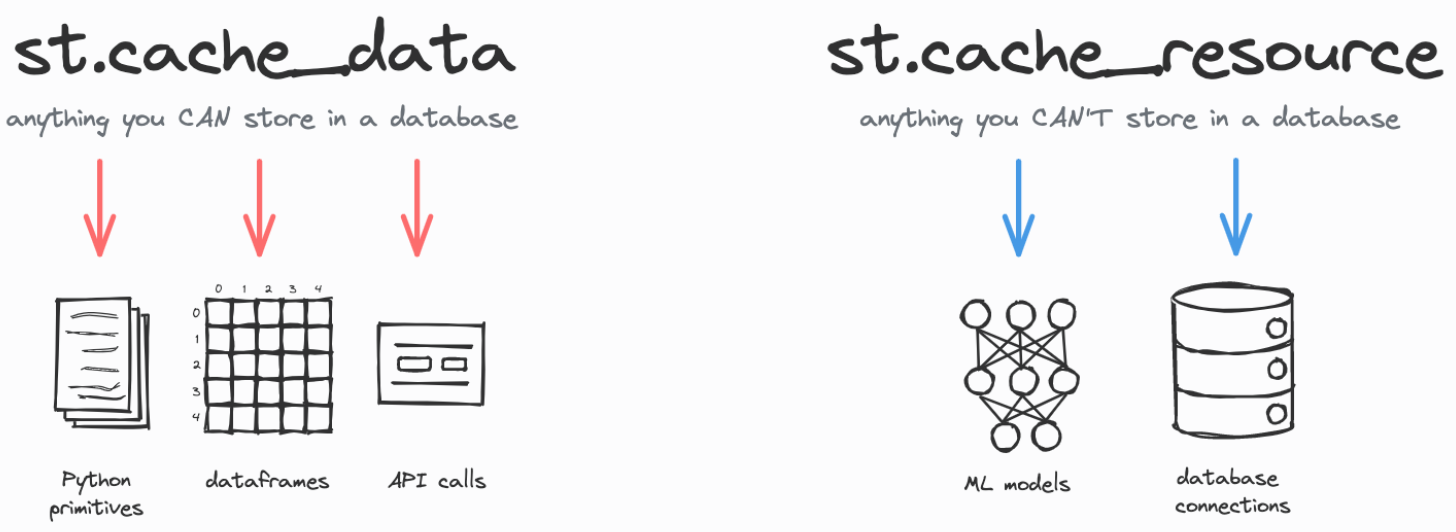 st.cache_data
anything you CAN store in a database
0 1 2 3 4
0
1
2
3
4
Python
primitives
dataframes
API calls
st.cache_resource
anything you CAN'T store in a database
ML models
database
connections